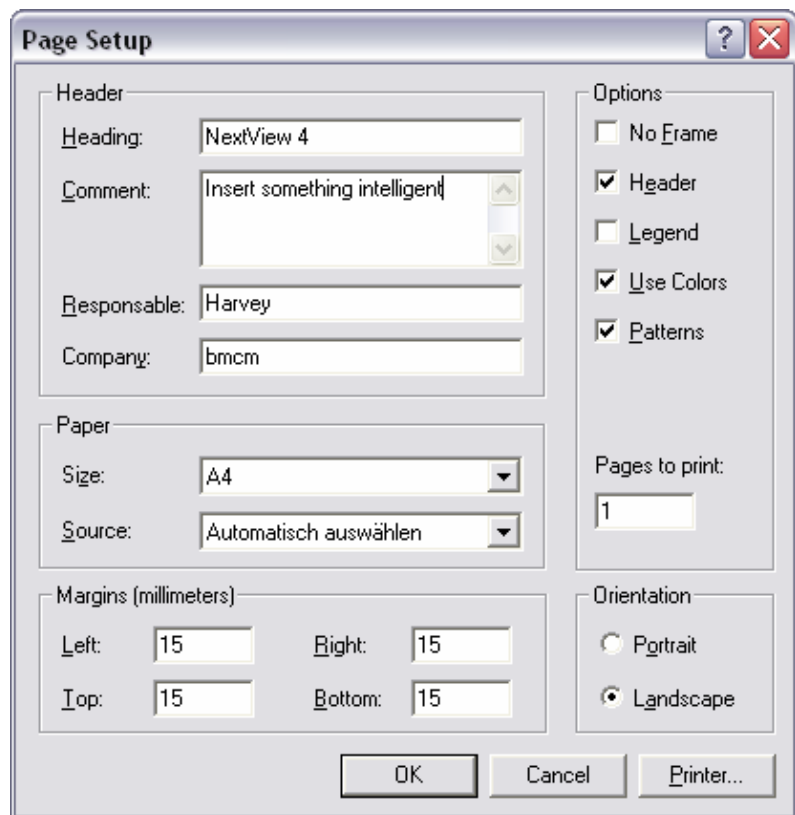 Page Setup
Header
Heading: NextView 4
Comment: Insert something intelligent
Responsable: Harvey
Company: bmcm
Paper
Size: A4
Source: Automatisch auswählen
Margins (millimeters)
Left: 15 Right: 15
Top: 15 Bottom: 15
Options
No Frame
Header
Legend
Use Colors
Patterns
Pages to print:
1
Orientation
Portrait
Landscape
OK Cancel Printer...